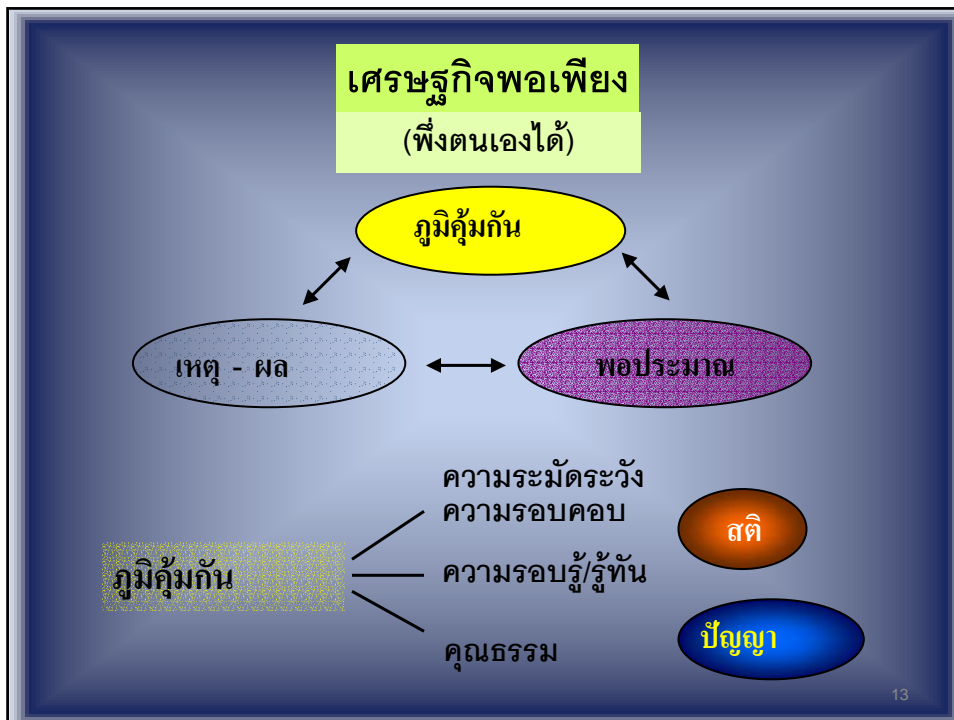 เศรษฐกิจพอเพียง
(พึ่งตนเองได้)
ภูมิคุ้มกัน
เหตุ - ผล
พอประมาณ
ความระมัดระวัง
ความรอบคอบ
สติ
ภูมิคุ้มกัน
ความรอบรู้/รู้ทัน
คุณธรรม
ปัญญา
13